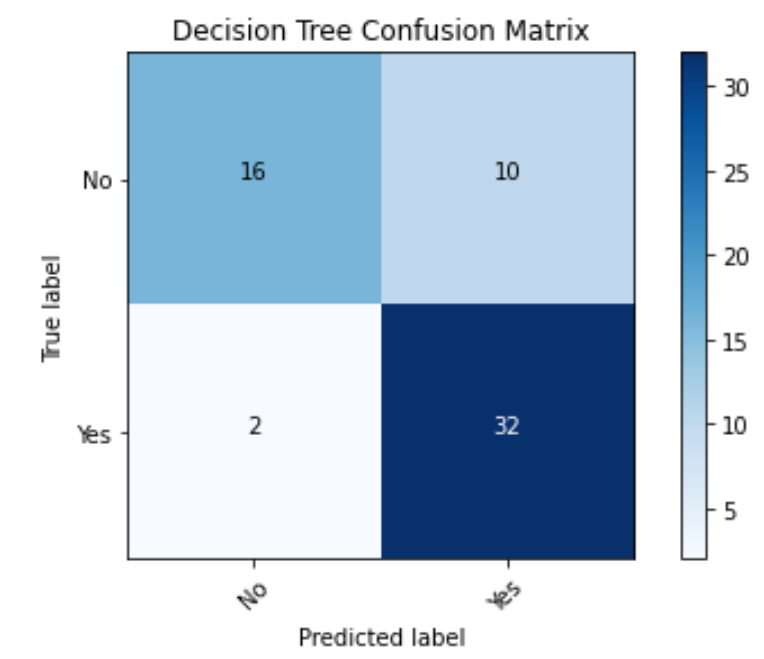 Decision Tree Confusion Matrix
No
16
10
Yes
2
32
True label
No
Yes
Predicted label
30
25
20
15
10
5